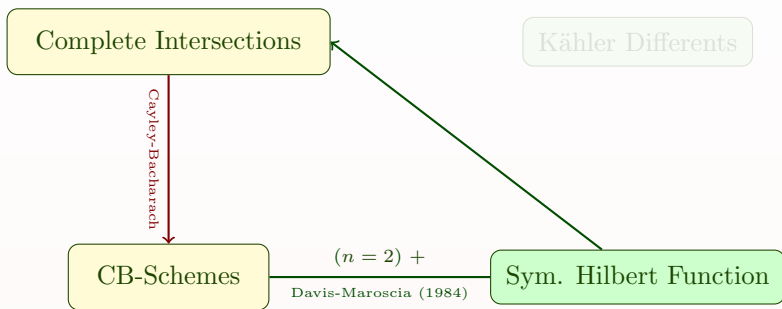 Complete Intersections
Kähler Differents
Cayley-Bacharach
CB-Schemes
(n = 2) +
Davis-Maroscia (1984)
Sym. Hilbert Function